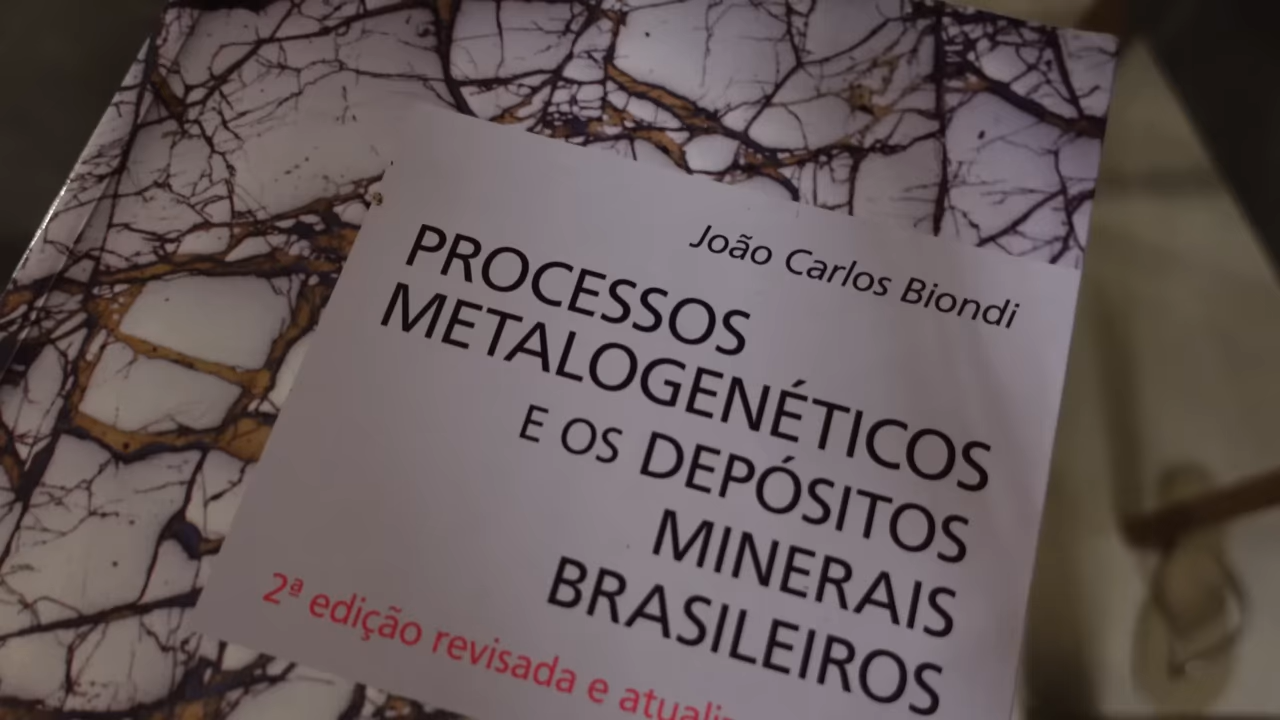 João Carlos Biondi
PROCESSOS
METALOGENÉTICOS
E OS DEPÓSITOS
MINERAIS
BRASILEIROS
2ª edição revisada e